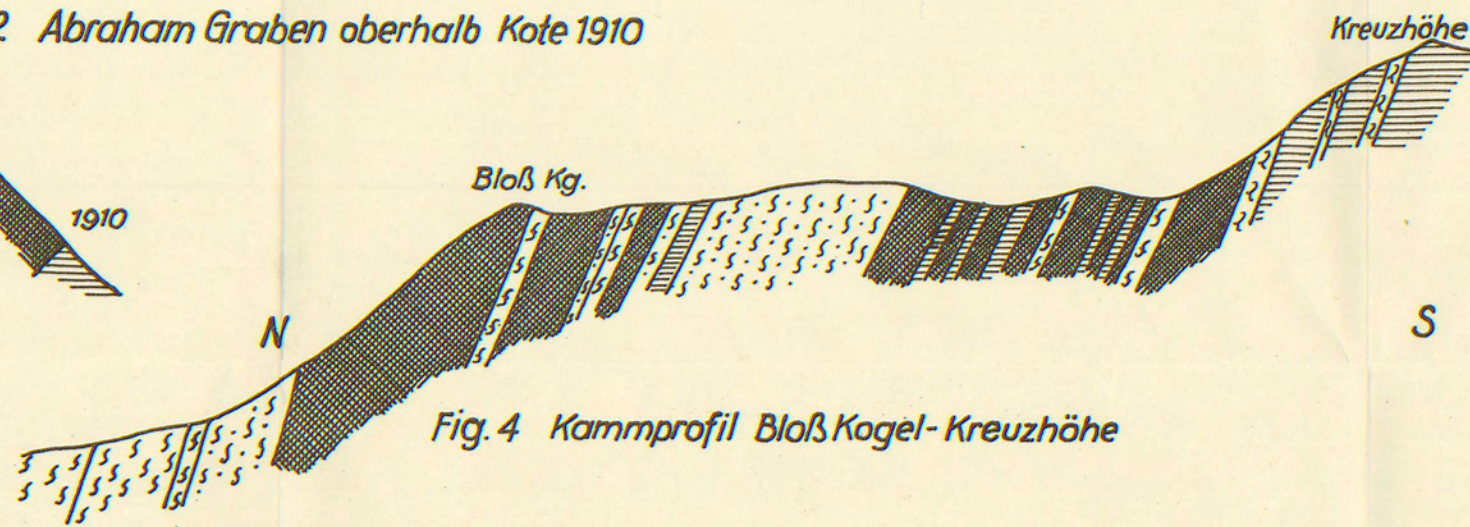 2 Abraham Graben oberhalb Kote 1910
Kreuzhöhe
Bloß Kg.
1910
N
S
Fig. 4 Kammprofil Bloß Kogel-Kreuzhöhe